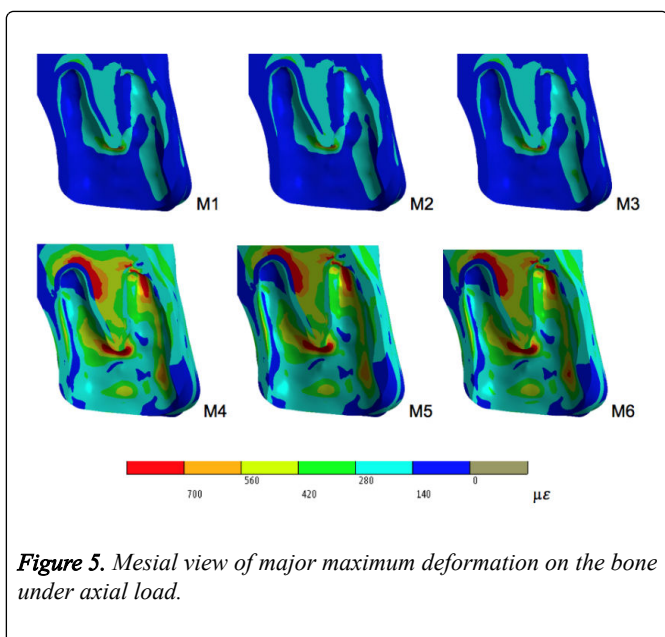 M1 M2 M3
M4 M5 M6
560 280 0
700 420 140 με
Figure 5. Mesial view of major maximum deformation on the bone
under axial load.